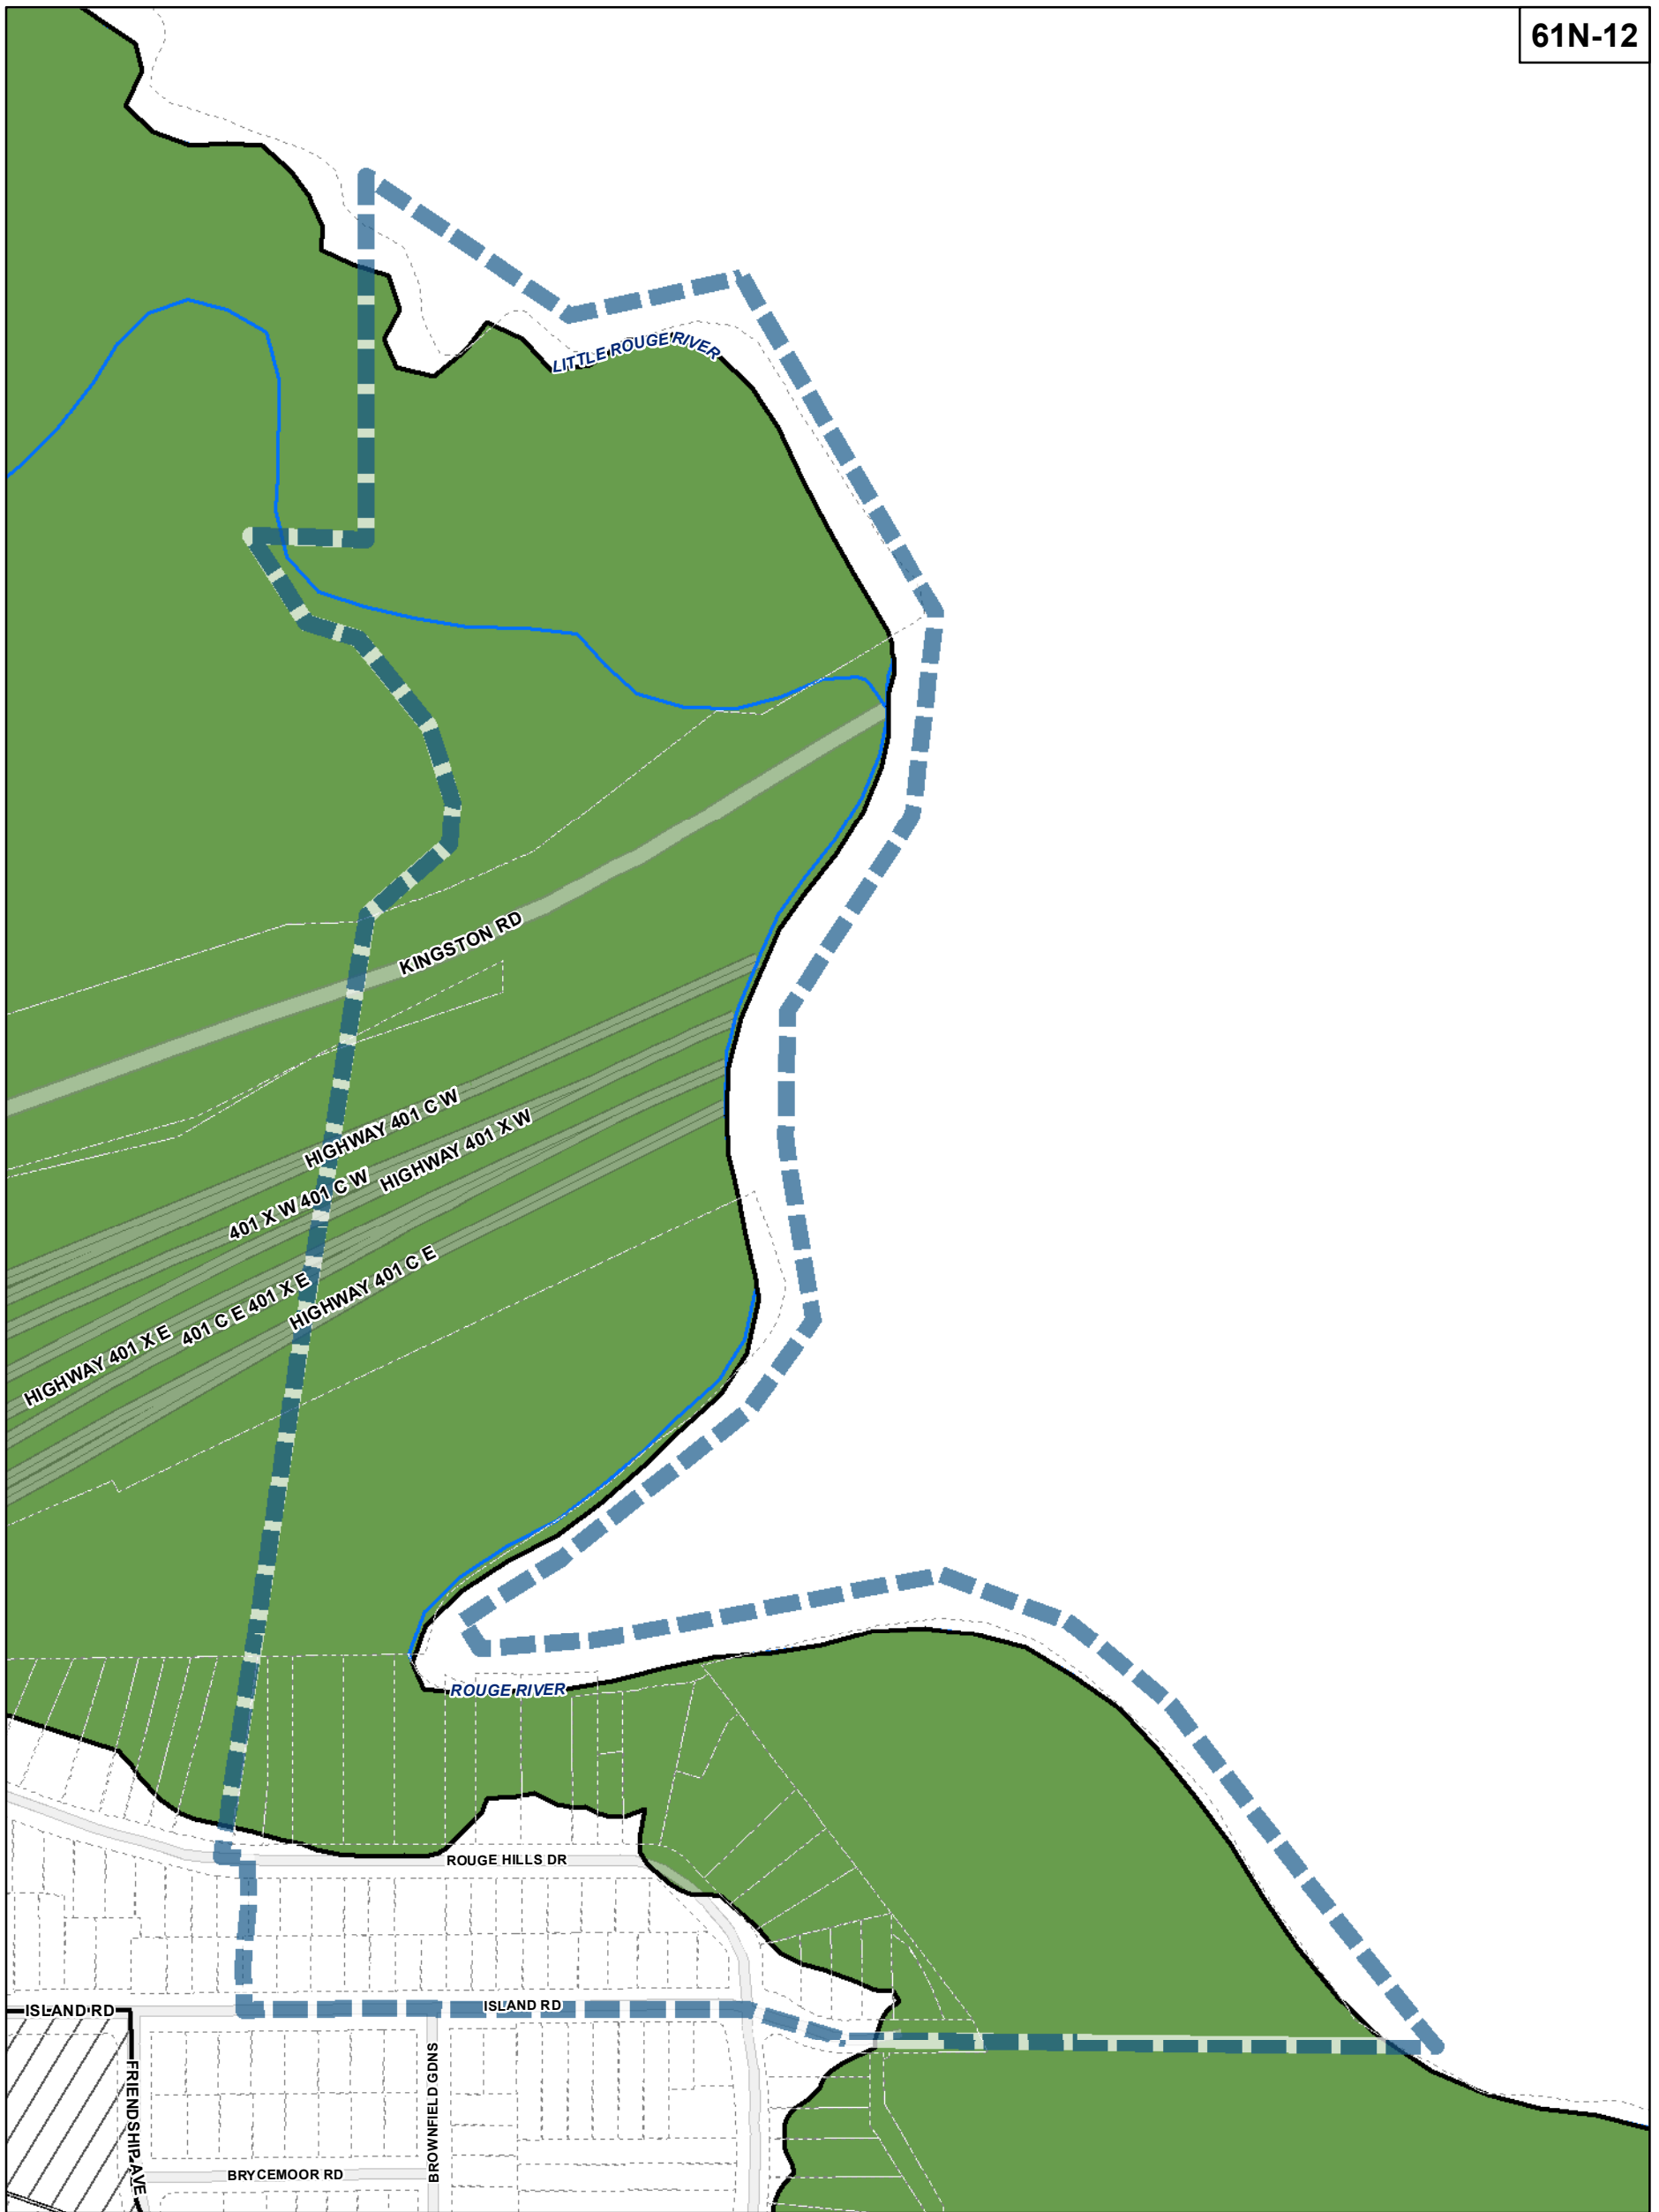 61N-12
LITTLE ROUGE RIVER
KINGSTON RD
HIGHWAY 401 C W
HIGHWAY 401 X W
401 X W 401 C W
HIGHWAY 401 C E
401 C E 401 X E
HIGHWAY 401 X E
ROUGE RIVER
ROUGE HILLS DR
ISLAND RD
ISLAND RD
FRIENDSHIP AVE
BROWNFIELD GDNS
BRYCEMOOR RD